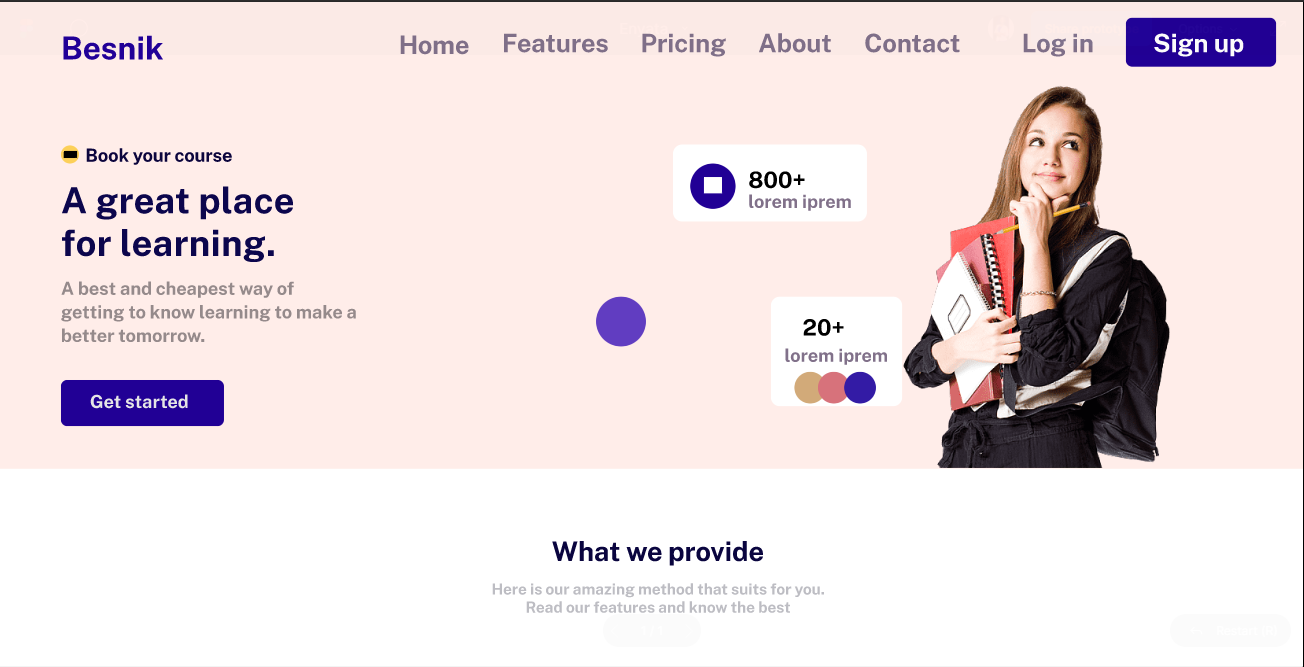 Besnik
Home
Features
Pricing
About
Contact
Log in
Sign up
Book your course
A great place
for learning.
A best and cheapest way of
getting to know learning to make a
better tomorrow.
Get started
800+
lorem iprem
20+
lorem iprem
What we provide
Here is our amazing method that suits for you.
Read our features and know the best